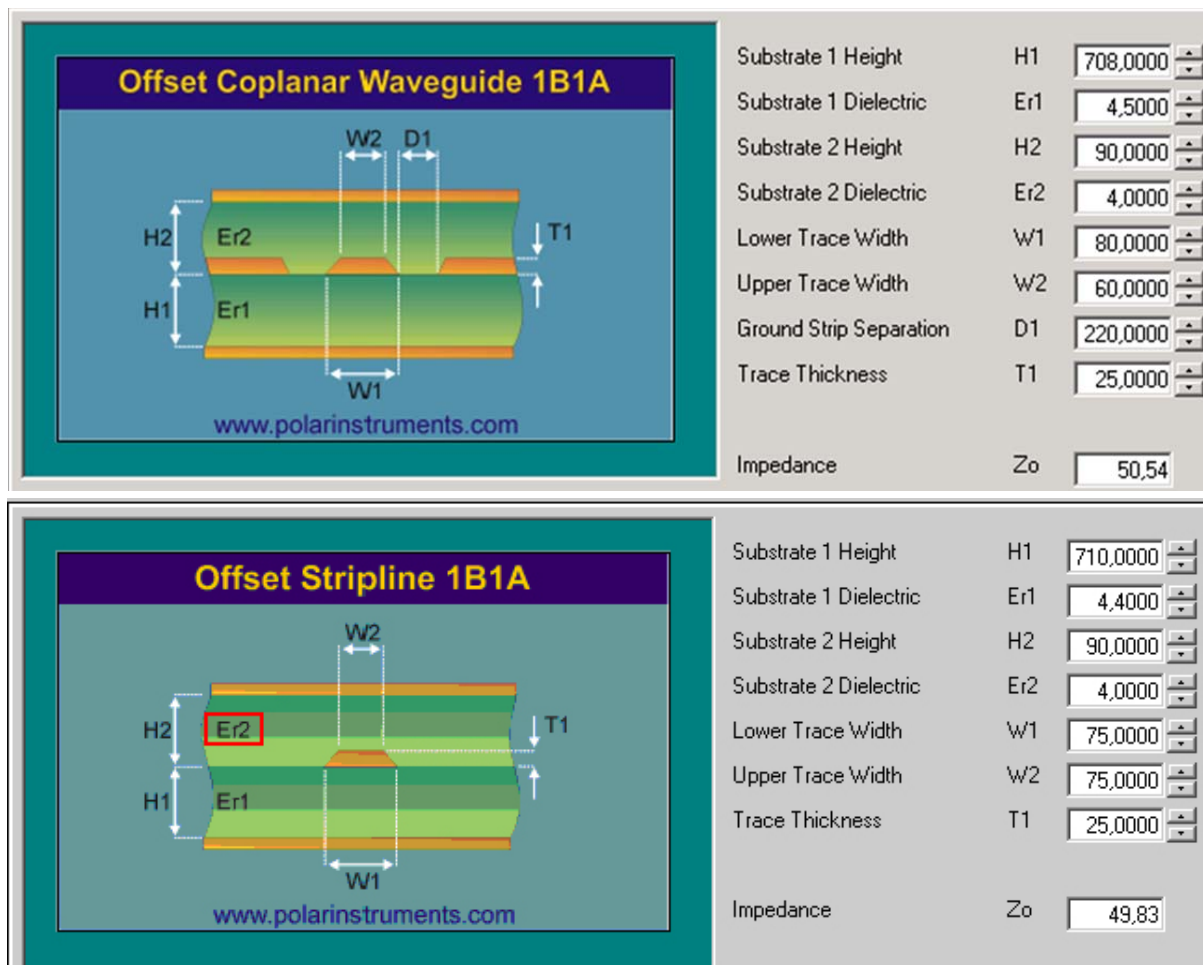 Offset Coplanar Waveguide 1B1A
W2 D1
H2 Er2 T1
H1 Er1
W1
www.polarinstruments.com
Substrate 1 Height H1 708,0000
Substrate 1 Dielectric Er1 4,5000
Substrate 2 Height H2 90,0000
Substrate 2 Dielectric Er2 4,0000
Lower Trace Width W1 80,0000
Upper Trace Width W2 60,0000
Ground Strip Separation D1 220,0000
Trace Thickness T1 25,0000
Impedance Zo 50,54
Offset Stripline 1B1A
W2
H2 Er2 T1
H1 Er1
W1
www.polarinstruments.com
Substrate 1 Height H1 710,0000
Substrate 1 Dielectric Er1 4,4000
Substrate 2 Height H2 90,0000
Substrate 2 Dielectric Er2 4,0000
Lower Trace Width W1 75,0000
Upper Trace Width W2 75,0000
Trace Thickness T1 25,0000
Impedance Zo 49,83